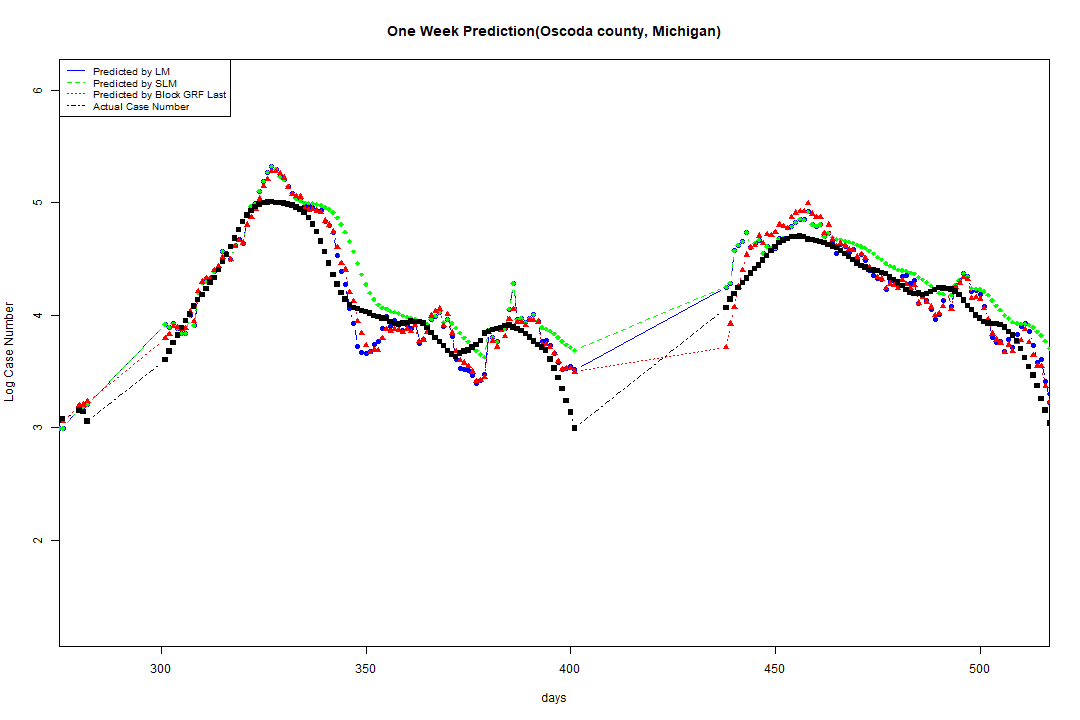 One Week Prediction(Oscoda county, Michigan)
Predicted by LM
Predicted by SLM
Predicted by Block GRF Last
Actual Case Number
6
5
4
3
2
Log Case Number
300 350 400 450 500
days